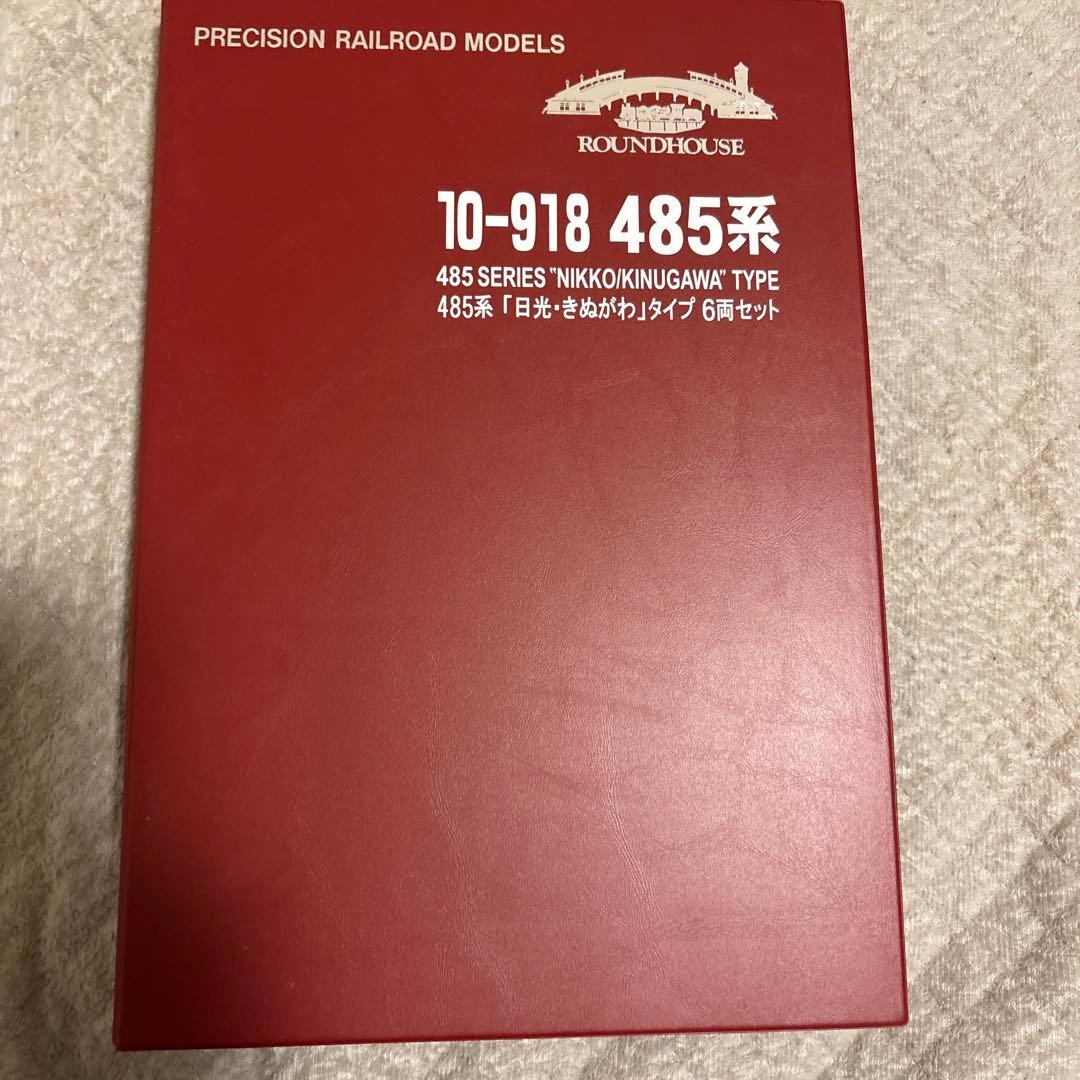 PRECISION RAILROAD MODELS
ROUNDHOUSE
10-918 485系
485 SERIES "NIKKO/KINUGAWA" TYPE
485系「日光・きぬがわ」タイプ 6両セット